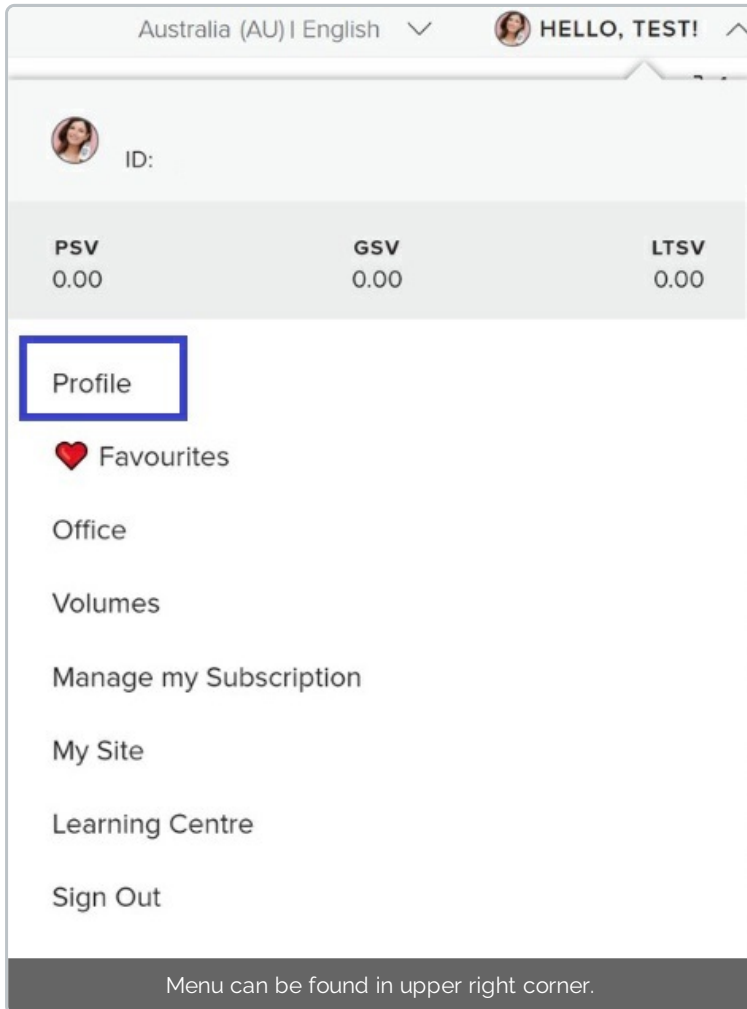 Australia (AU) | English
HELLO, TEST!
ID:
PSV GSV LTSV
0.00 0.00 0.00
Profile
Favourites
Office
Volumes
Manage my Subscription
My Site
Learning Centre
Sign Out
Menu can be found in upper right corner.